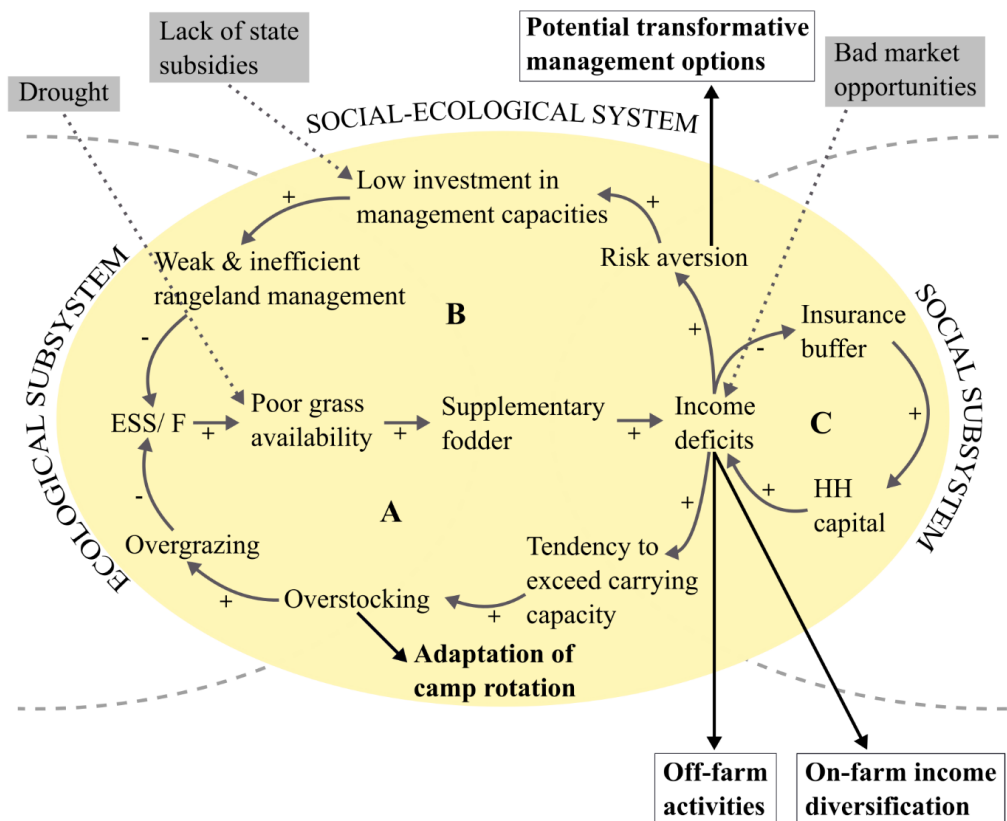 Lack of state
subsidies
Potential transformative
management options
Bad market
opportunities
Drought
SOCIAL-ECOLOGICAL SYSTEM
ECOLOGICAL SUBSYSTEM
SOCIAL SUBSYSTEM
Low investment in
management capacities
+
+
Risk aversion
Weak & inefficient
rangeland management
B
+
-
Insurance
buffer
-
ESS/ F
+
Poor grass
availability
+
Supplementary
fodder
+
Income
deficits
C
+
-
A
+
+
HH
capital
Overgrazing
+
Overstocking
+
Tendency to
exceed carrying
capacity
Adaptation of
camp rotation
Off-farm
activities
On-farm income
diversification